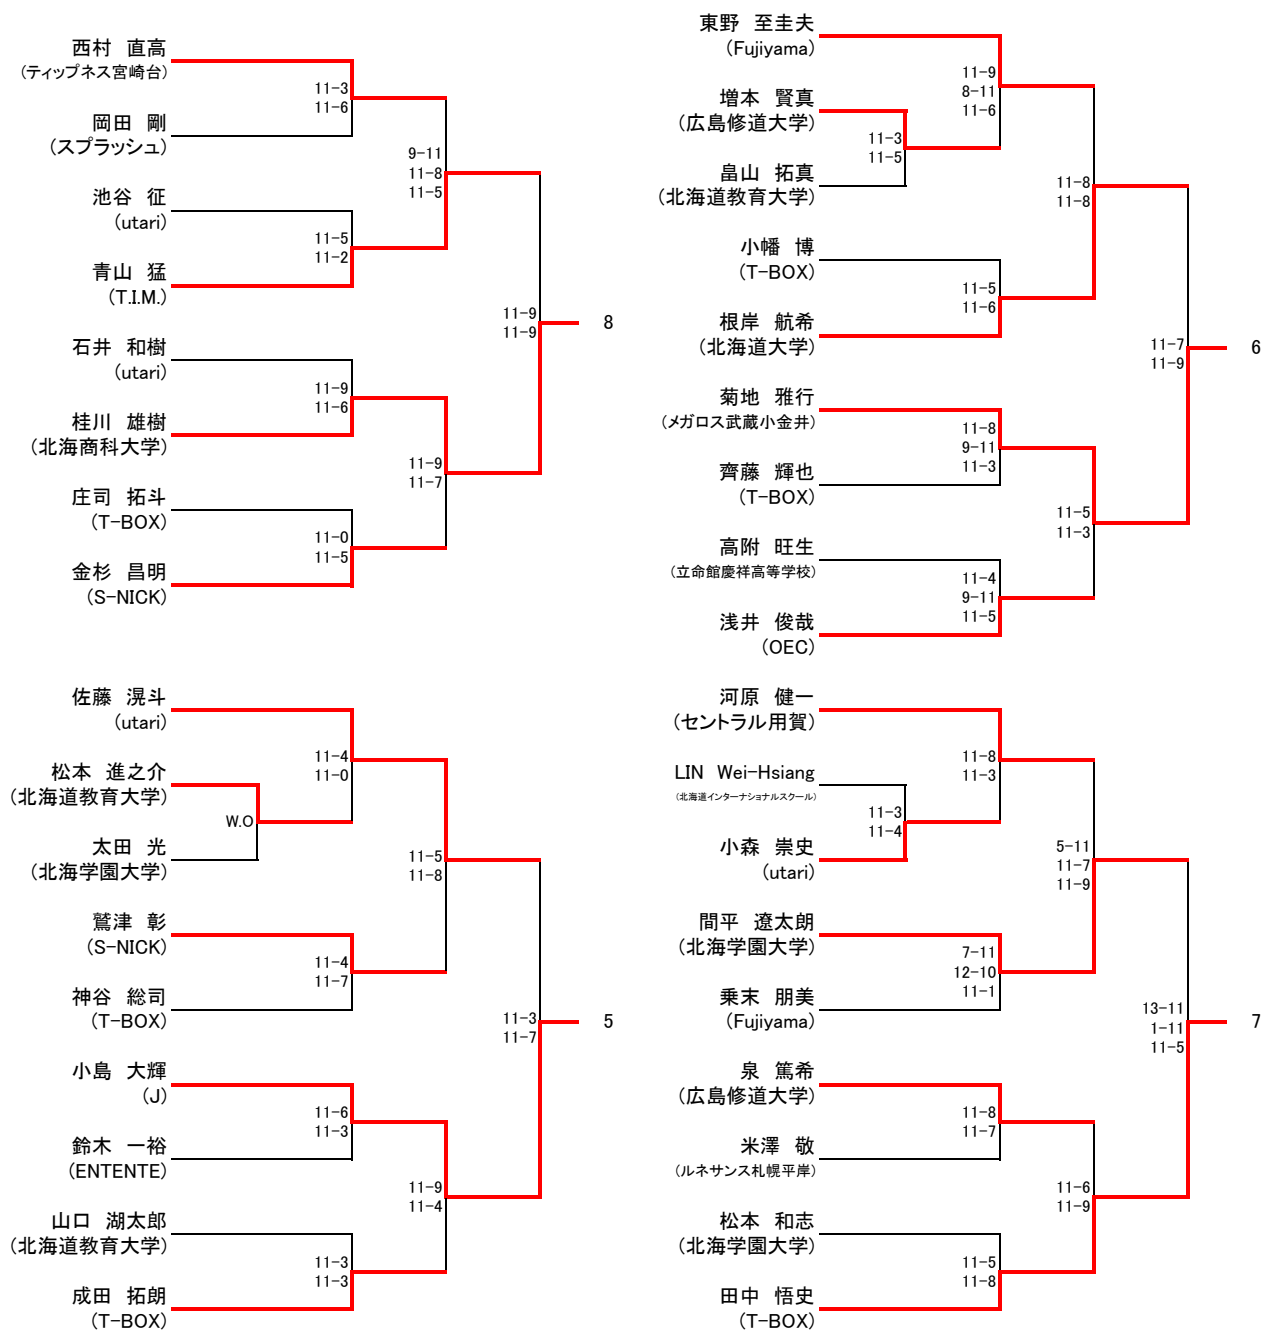 西村 直高
(ティップネス宮崎台)
11-3
11-6
岡田 剛
(スプラッシュ)
9-11
11-8
11-5
池谷 征
(utari)
11-5
11-2
青山 猛
(T.I.M.)
11-9
11-9
8
石井 和樹
(utari)
11-9
11-6
桂川 雄樹
(北海商科大学)
11-9
11-7
庄司 拓斗
(T-BOX)
11-0
11-5
金杉 昌明
(S-NICK)
東野 至圭夫
(Fujiyama)
11-9
8-11
11-6
増本 賢真
(広島修道大学)
11-3
11-5
畠山 拓真
(北海道教育大学)
11-8
11-8
小幡 博
(T-BOX)
11-5
11-6
根岸 航希
(北海道大学)
11-7
11-9
6
菊地 雅行
(メガロス武蔵小金井)
11-8
9-11
11-3
齊藤 輝也
(T-BOX)
11-5
11-3
高附 旺生
(立命館慶祥高等学校)
11-4
9-11
11-5
浅井 俊哉
(OEC)
佐藤 滉斗
(utari)
11-4
11-0
松本 進之介
(北海道教育大学)
W.O
太田 光
(北海学園大学)
11-5
11-8
鷲津 彰
(S-NICK)
11-4
11-7
神谷 総司
(T-BOX)
11-3
11-7
5
小島 大輝
(J)
11-6
11-3
鈴木 一裕
(ENTENTE)
11-9
11-4
山口 湖太郎
(北海道教育大学)
11-3
11-3
成田 拓朗
(T-BOX)
河原 健一
(セントラル用賀)
11-8
11-3
LIN Wei-Hsiang
(北海道インターナショナルスクール)
11-3
11-4
小森 崇史
(utari)
5-11
11-7
11-9
間平 遼太朗
(北海学園大学)
7-11
12-10
11-1
乗末 朋美
(Fujiyama)
13-11
1-11
11-5
7
泉 篤希
(広島修道大学)
11-8
11-7
米澤 敬
(ルネサンス札幌平岸)
11-6
11-9
松本 和志
(北海学園大学)
11-5
11-8
田中 悟史
(T-BOX)